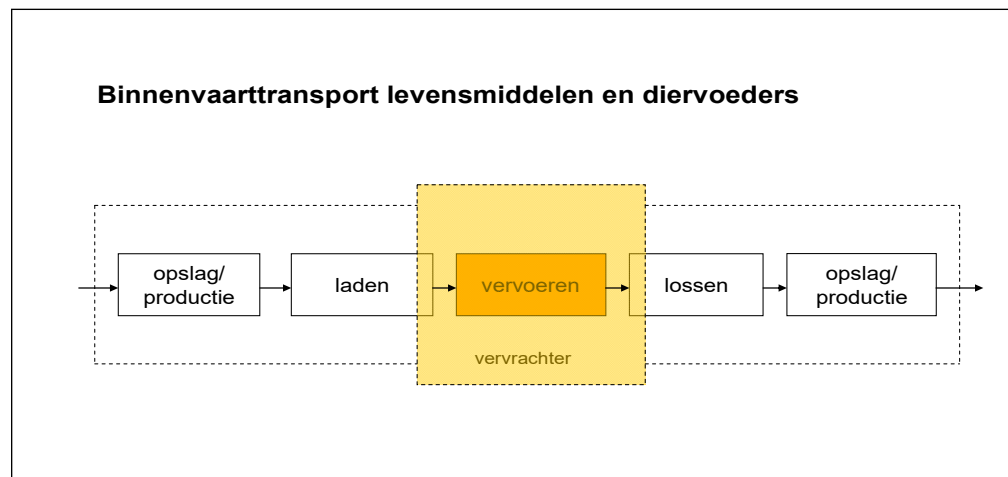 Binnenvaarttransport levensmiddelen en diervoeders
opslag/
productie
laden
vervoeren
lossen
opslag/
productie
vervrachter